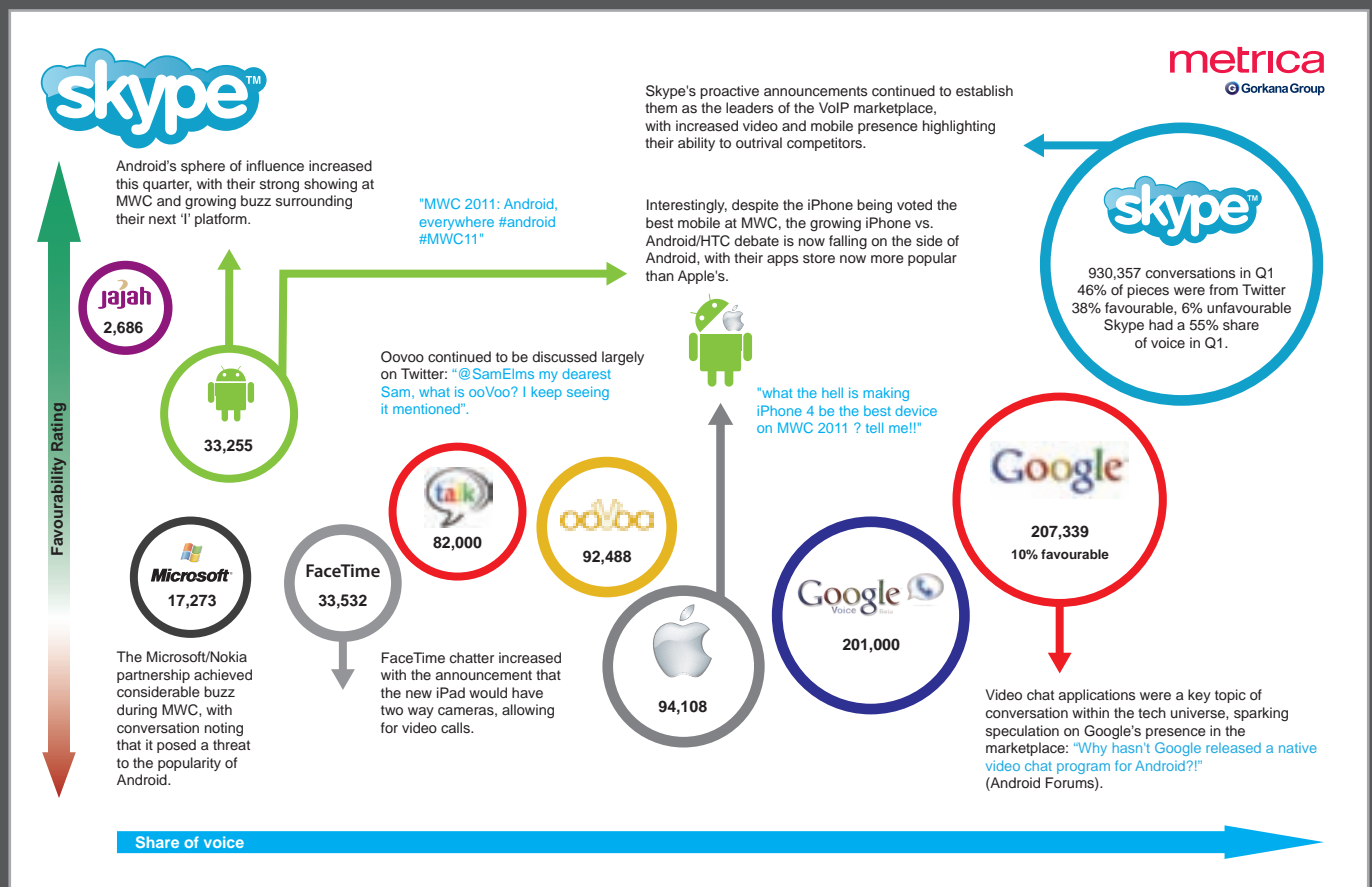 skype™
metrica
Gorkana Group
Skype's proactive announcements continued to establish
them as the leaders of the VoIP marketplace,
with increased video and mobile presence highlighting
their ability to outrival competitors.
Android's sphere of influence increased
this quarter, with their strong showing at
MWC and growing buzz surrounding
their next 'I' platform.
"MWC 2011: Android,
everywhere #android
#MWC11"
Interestingly, despite the iPhone being voted the
best mobile at MWC, the growing iPhone vs.
Android/HTC debate is now falling on the side of
Android, with their apps store now more popular
than Apple's.
skype™
930,357 conversations in Q1
46% of pieces were from Twitter
38% favourable, 6% unfavourable
Skype had a 55% share
of voice in Q1.
jajah
2,686
33,255
Oovoo continued to be discussed largely
on Twitter: “@SamElms my dearest
Sam, what is ooVoo? I keep seeing
it mentioned”.
"what the hell is making
iPhone 4 be the best device
on MWC 2011 ? tell me!!"
Favourability Rating
talk
82,000
ooVoo
92,488
Google
207,339
10% favourable
Microsoft
17,273
FaceTime
33,532
94,108
Google
Voice Beta
201,000
The Microsoft/Nokia
partnership achieved
considerable buzz
during MWC, with
conversation noting
that it posed a threat
to the popularity of
Android.
FaceTime chatter increased
with the announcement that
the new iPad would have
two way cameras, allowing
for video calls.
Video chat applications were a key topic of
conversation within the tech universe, sparking
speculation on Google's presence in the
marketplace: “Why hasn't Google released a native
video chat program for Android?!”
(Android Forums).
Share of voice